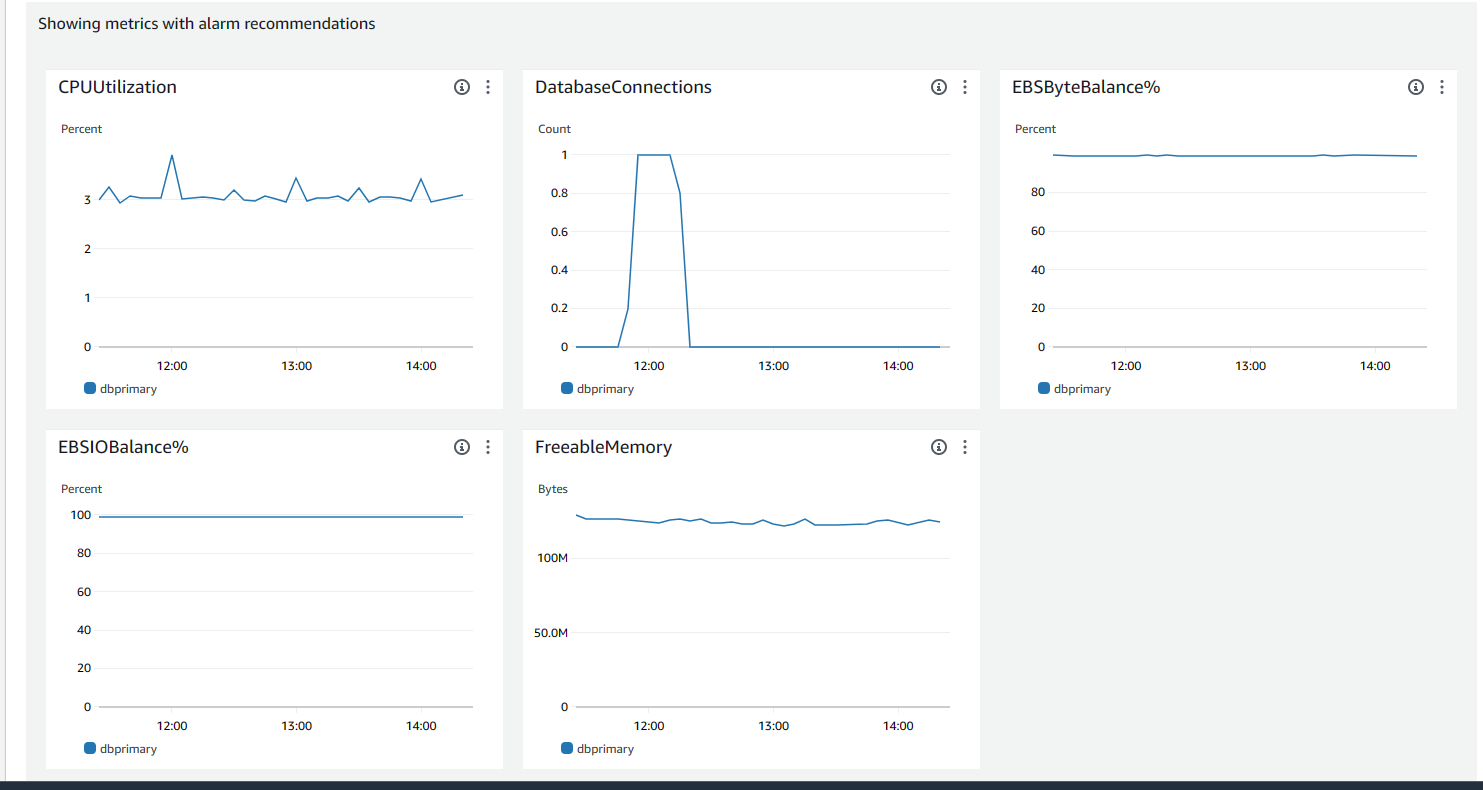 Showing metrics with alarm recommendations
CPUUtilization
Percent
3
2
1
0
12:00 13:00 14:00
dbprimary
DatabaseConnections
Count
1
0.8
0.6
0.4
0.2
0
12:00 13:00 14:00
dbprimary
EBSByteBalance%
Percent
80
60
40
20
0
12:00 13:00 14:00
dbprimary
EBSIOBalance%
Percent
100
80
60
40
20
0
12:00 13:00 14:00
dbprimary
FreeableMemory
Bytes
100M
50.0M
0
12:00 13:00 14:00
dbprimary